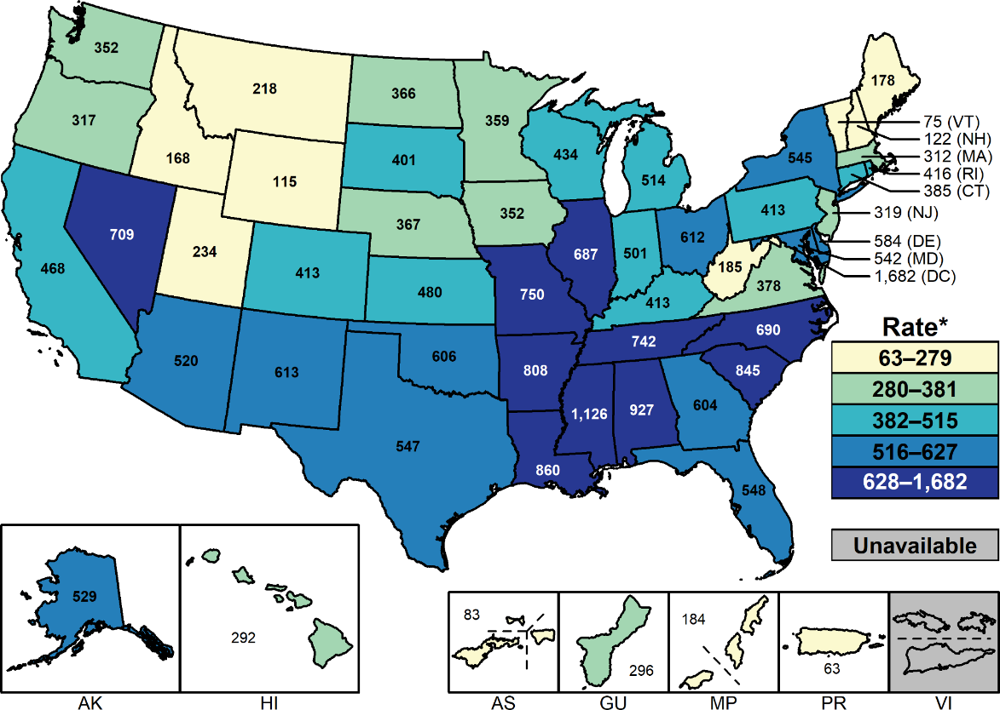 352
218
366
359
178
317
168
115
401
434
514
545
75 (VT)
122 (NH)
312 (MA)
416 (RI)
385 (CT)
709
234
367
352
413
319 (NJ)
468
413
480
687
501
612
185
378
584 (DE)
542 (MD)
1,682 (DC)
750
413
690
742
520
613
606
808
845
1,126
927
604
547
860
548
Rate*
63–279
280–381
382–515
516–627
628–1,682
Unavailable
529
292
83
296
184
63
AK
HI
AS
GU
MP
PR
VI